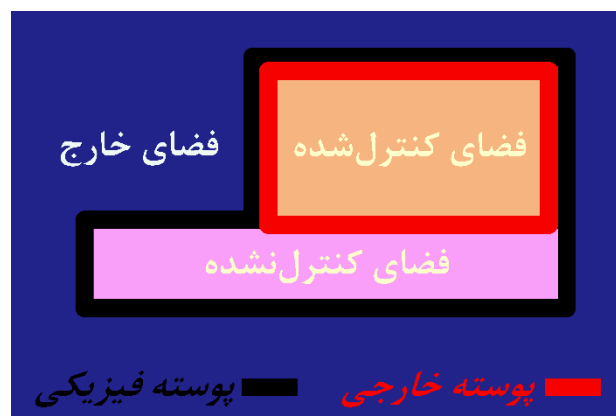 فضای کنترل‌شده
فضای خارج
فضای کنترل‌نشده
پوسته خارجی
پوسته فیزیکی